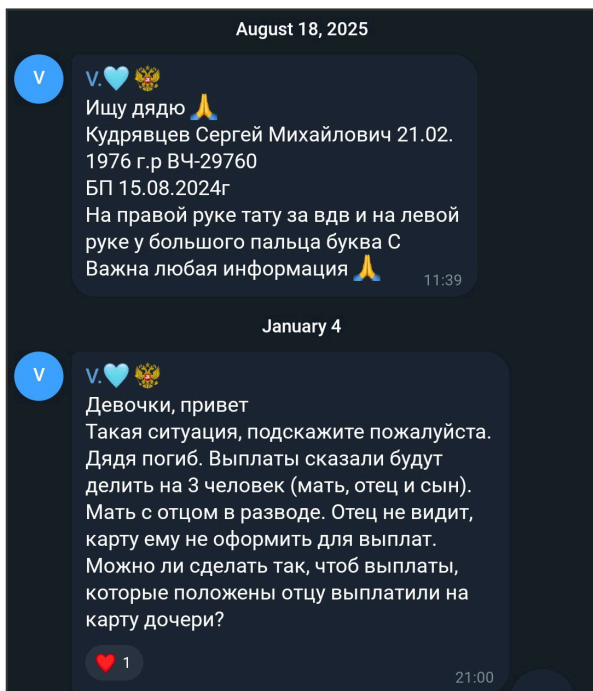 August 18, 2025
V
V.🩵 
Ищу дядю 🙏
Кудрявцев Сергей Михайлович 21.02.
1976 г.р ВЧ-29760
БП 15.08.2024г
На правой руке тату за вдв и на левой
руке у большого пальца буква С
Важна любая информация 🙏
11:39
January 4
V
V.🩵
Девочки, привет
Такая ситуация, подскажите пожалуйста.
Дядя погиб. Выплаты сказали будут
делить на 3 человек (мать, отец и сын).
Мать с отцом в разводе. Отец не видит,
карту ему не оформить для выплат.
Можно ли сделать так, чтоб выплаты,
которые положены отцу выплатили на
карту дочери?
❤️ 1
21:00